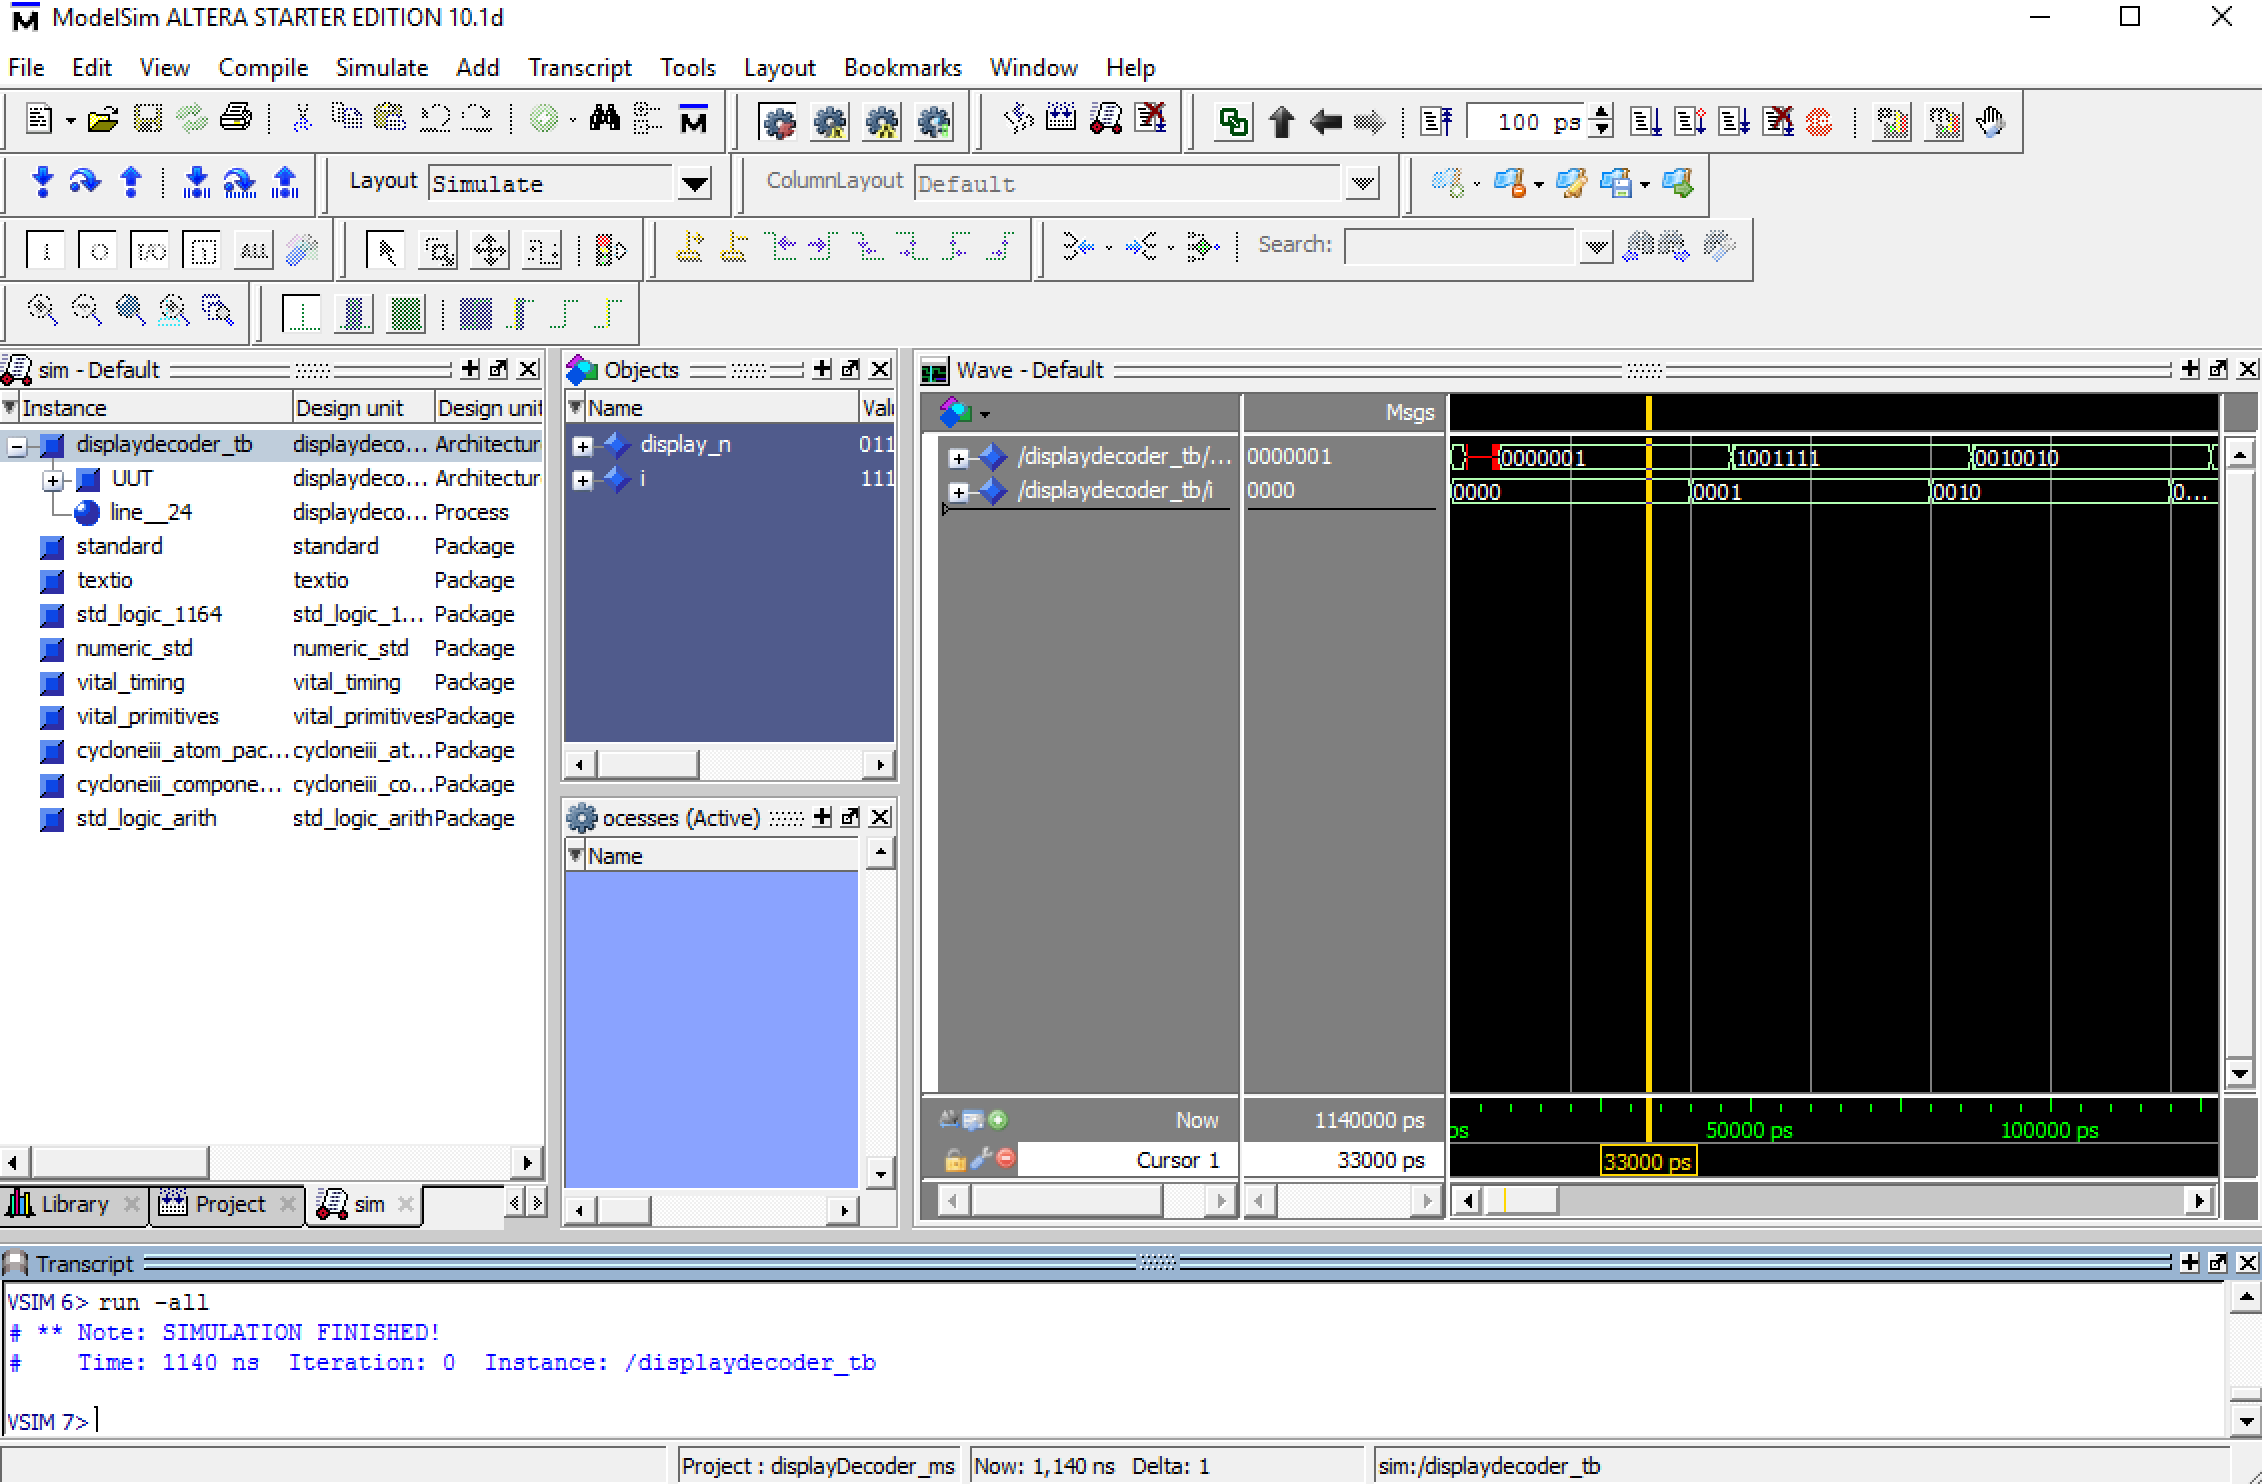 ModelSim ALTERA STARTER EDITION 10.1d
File Edit View Compile Simulate Add Transcript Tools Layout Bookmarks Window Help
100 ps
Layout Simulate ColumnLayout Default
I O I/O ALL Search:
sim - Default
Instance Design unit Design unit
displaydecoder_tb displaydeco... Architectur
UUT displaydeco... Architectur
line__24 displaydeco... Process
standard standard Package
textio textio Package
std_logic_1164 std_logic_1... Package
numeric_std numeric_std Package
vital_timing vital_timing Package
vital_primitives vital_primitives Package
cycloneiii_atom_pac... cycloneiii_at... Package
cycloneiii_compone... cycloneiii_co... Package
std_logic_arith std_logic_arith Package
Library Project sim
Objects
Name Valu
display_n 011
i 111
ocesses (Active)
Name
Wave - Default
Msgs
/displaydecoder_tb/... 0000001 0000001 1001111 0010010
/displaydecoder_tb/i 0000 0000 0001 0010 0...
Now 1140000 ps ps 50000 ps 100000 ps
Cursor 1 33000 ps 33000 ps
Transcript
VSIM 6> run -all
# ** Note: SIMULATION FINISHED!
# Time: 1140 ns Iteration: 0 Instance: /displaydecoder_tb
VSIM 7>
Project : displayDecoder_ms Now: 1,140 ns Delta: 1 sim:/displaydecoder_tb